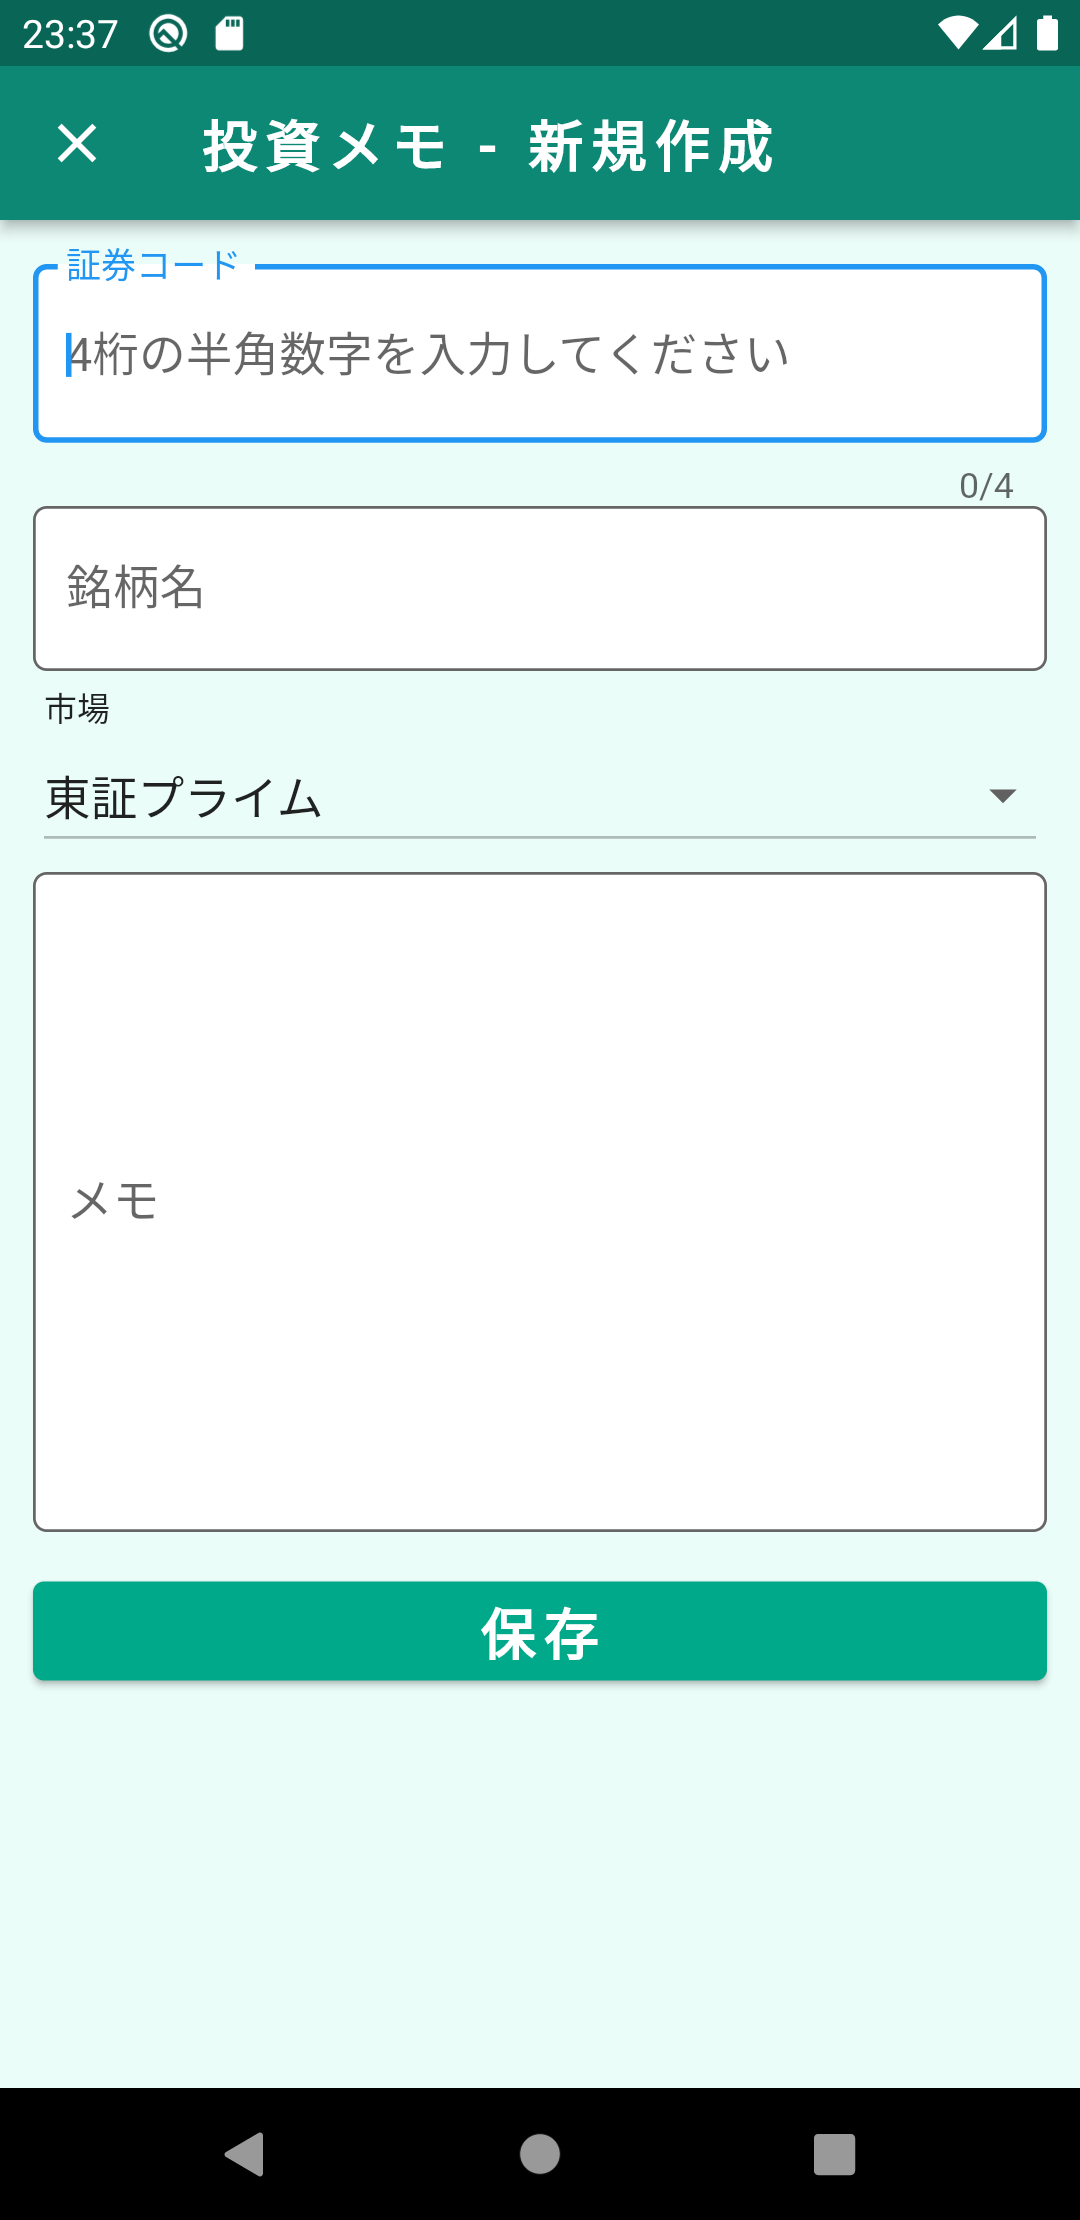 23:37
投資メモ - 新規作成
証券コード
4桁の半角数字を入力してください
0/4
銘柄名
市場
東証プライム
メモ
保存